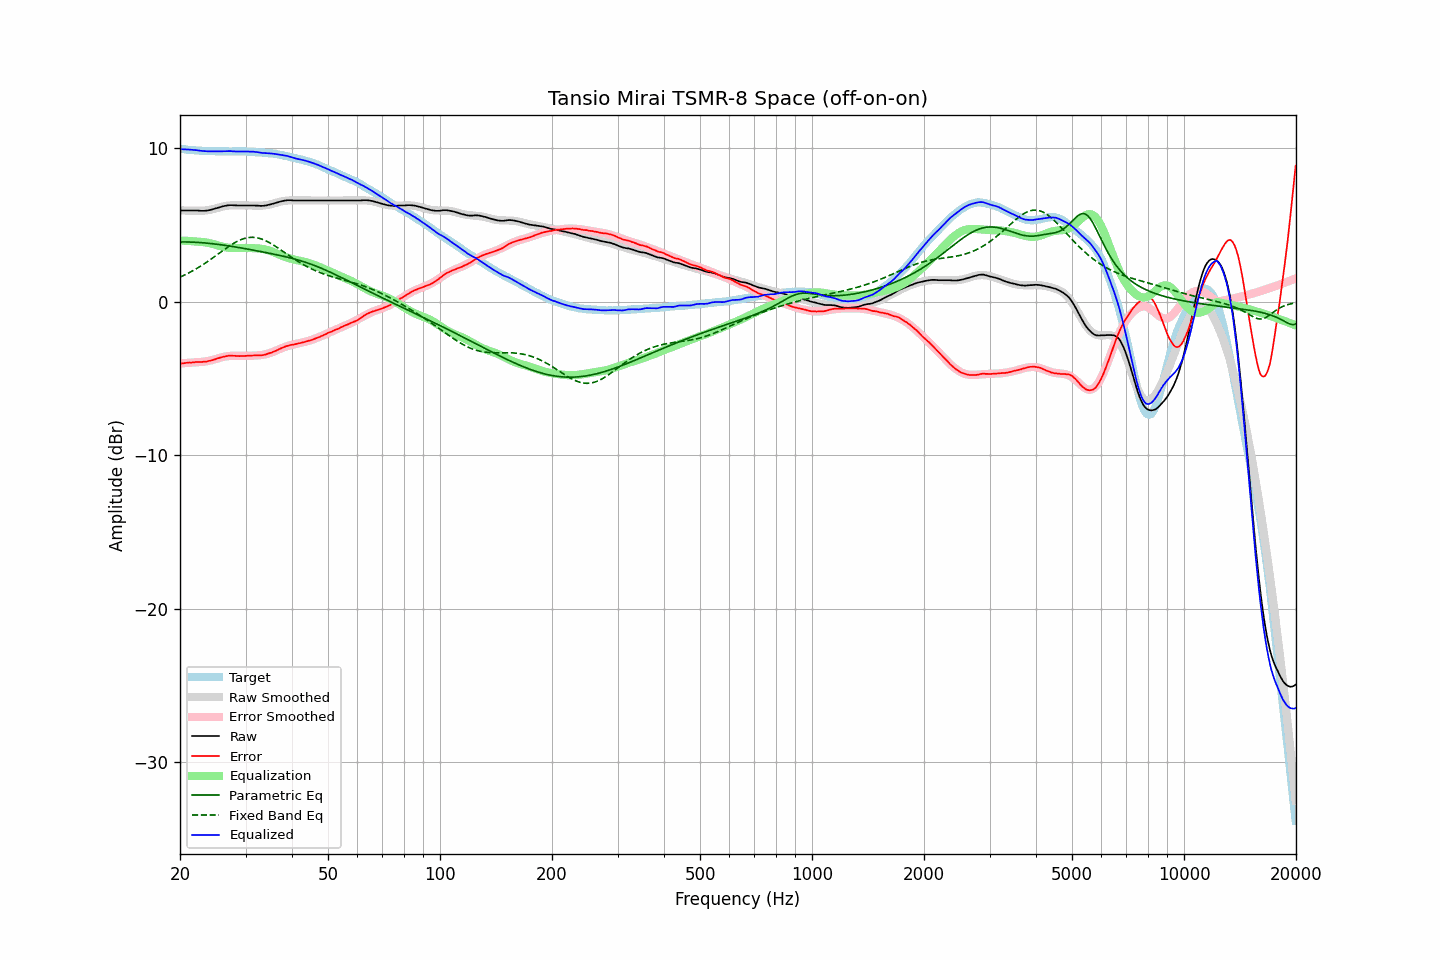 Tansio Mirai TSMR-8 Space (off-on-on)
10
0
−10
−20
−30
Amplitude (dBr)
Target
Raw Smoothed
Error Smoothed
Raw
Error
Equalization
Parametric Eq
Fixed Band Eq
Equalized
20 50 100 200 500 1000 2000 5000 10000 20000
Frequency (Hz)